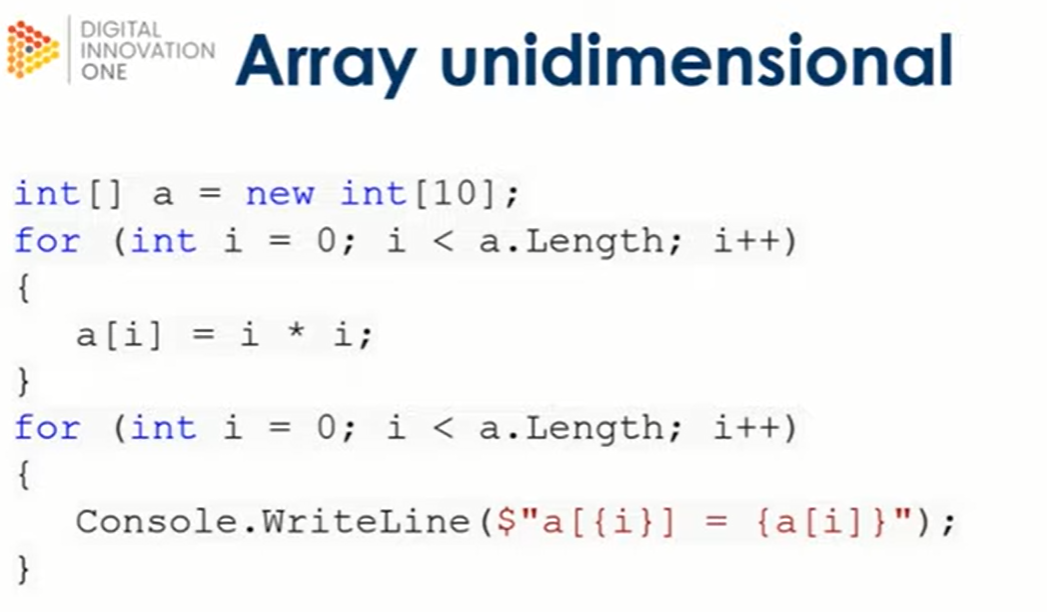 DIGITAL
INNOVATION
ONE
Array unidimensional
int[] a = new int[10];
for (int i = 0; i < a.Length; i++)
{
   a[i] = i * i;
}
for (int i = 0; i < a.Length; i++)
{
   Console.WriteLine($"a[{i}] = {a[i]}");
}